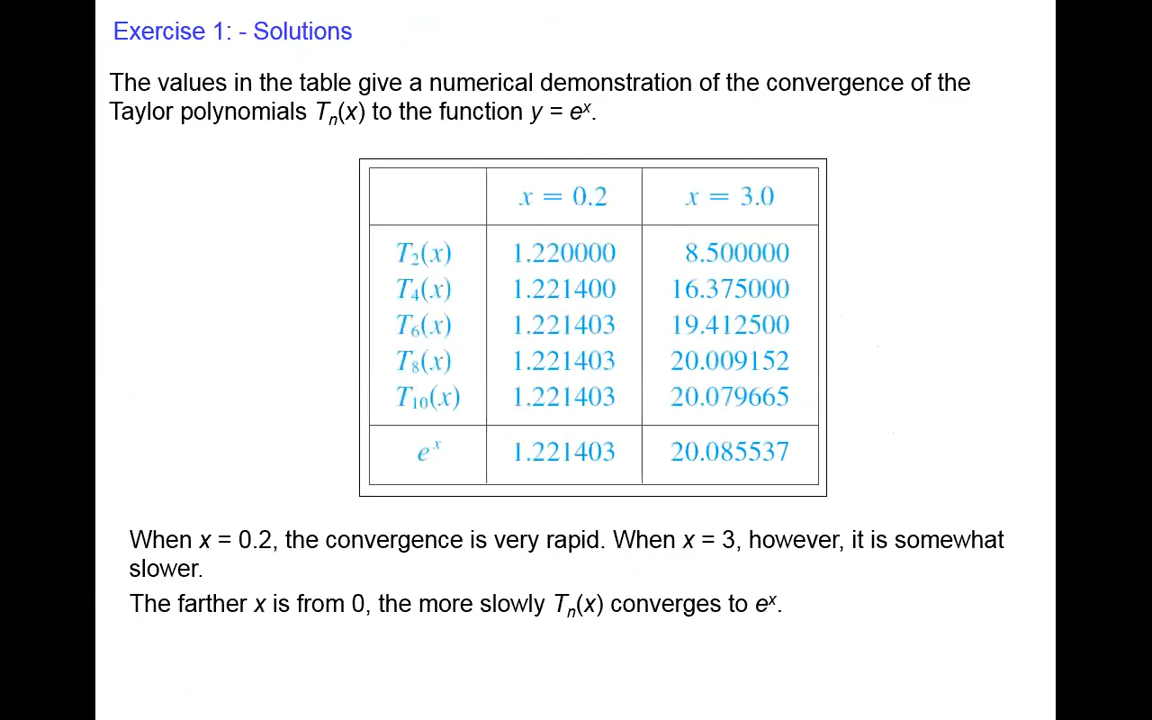 Exercise 1: - Solutions
The values in the table give a numerical demonstration of the convergence of the
Taylor polynomials Tₙ(x) to the function y = eˣ.
x = 0.2 x = 3.0
T₂(x) 1.220000 8.500000
T₄(x) 1.221400 16.375000
T₆(x) 1.221403 19.412500
T₈(x) 1.221403 20.009152
T₁₀(x) 1.221403 20.079665
eˣ 1.221403 20.085537
When x = 0.2, the convergence is very rapid. When x = 3, however, it is somewhat
slower.
The farther x is from 0, the more slowly Tₙ(x) converges to eˣ.